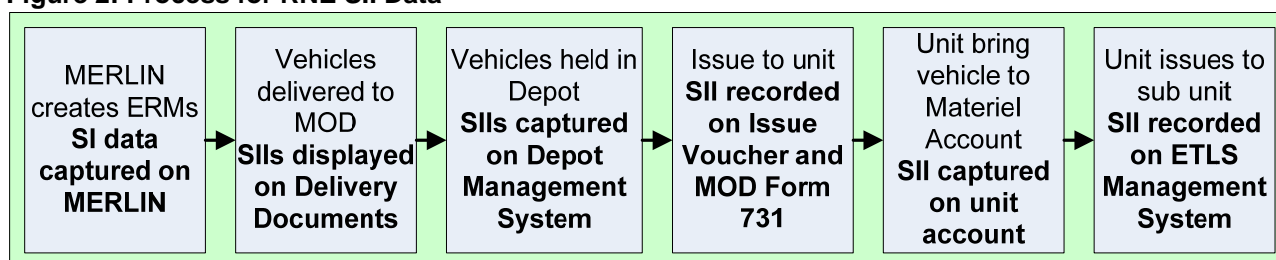 Figure 2: Process for RNE SII Data
MERLIN
creates ERMs
SI data
captured on
MERLIN
Vehicles
delivered to
MOD
SIIs displayed
on Delivery
Documents
Vehicles held in
Depot
SIIs captured
on Depot
Management
System
Issue to unit
SII recorded
on Issue
Voucher and
MOD Form
731
Unit bring
vehicle to
Materiel
Account
SII captured
on unit
account
Unit issues to
sub unit
SII recorded
on ETLS
Management
System